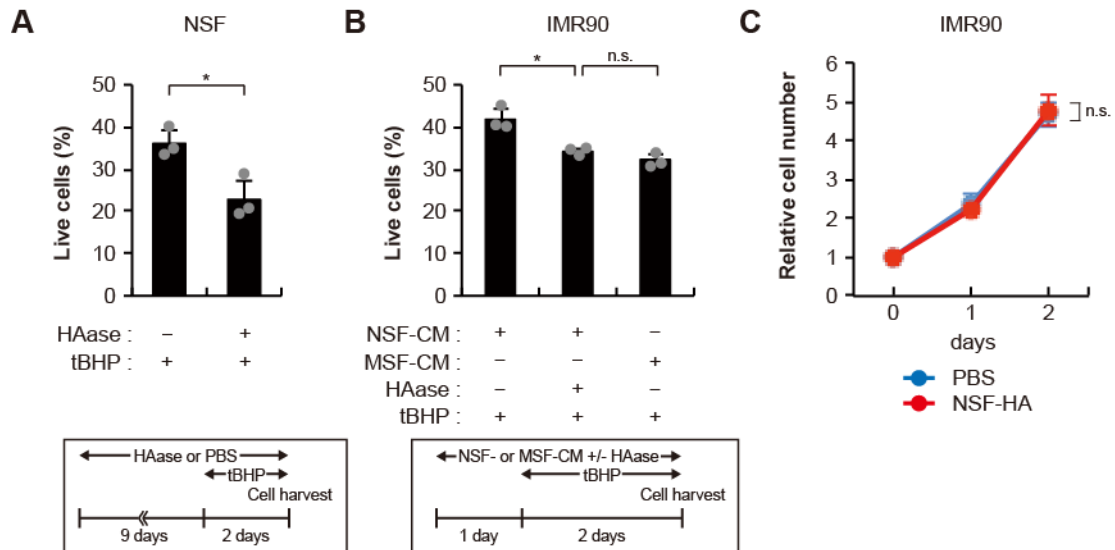 A
NSF
*
Live cells (%)
50
40
30
20
10
0
HAase : – +
tBHP : + +
HAase or PBS
tBHP
Cell harvest
9 days
2 days
B
IMR90
*
n.s.
Live cells (%)
50
40
30
20
10
0
NSF-CM : + + –
MSF-CM : – – +
HAase : – + –
tBHP : + + +
NSF- or MSF-CM +/- HAase
tBHP
Cell harvest
1 day
2 days
C
IMR90
Relative cell number
6
5
4
3
2
1
0
n.s.
0 1 2
days
PBS
NSF-HA